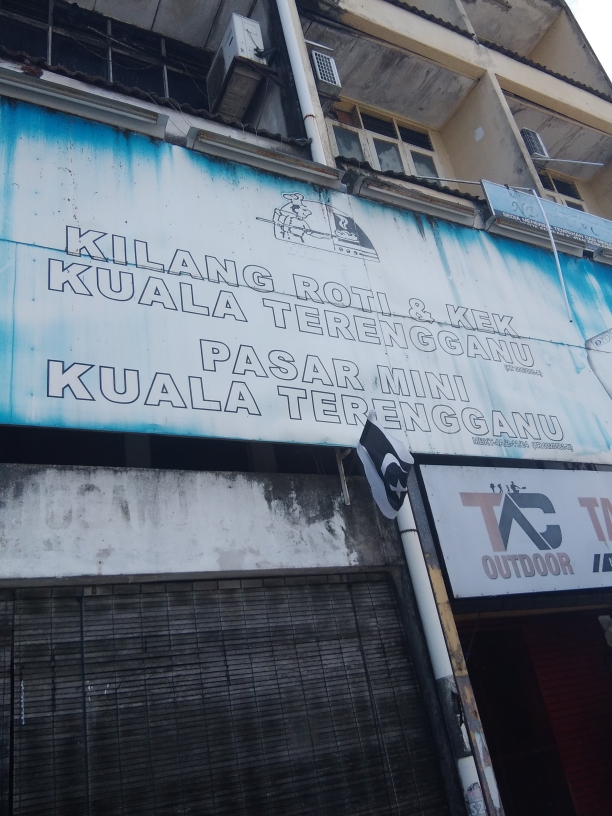 KILANG ROTI & KEK
KUALA TERENGGANU
PASAR MINI
KUALA TERENGGANU
TAC
OUTDOOR